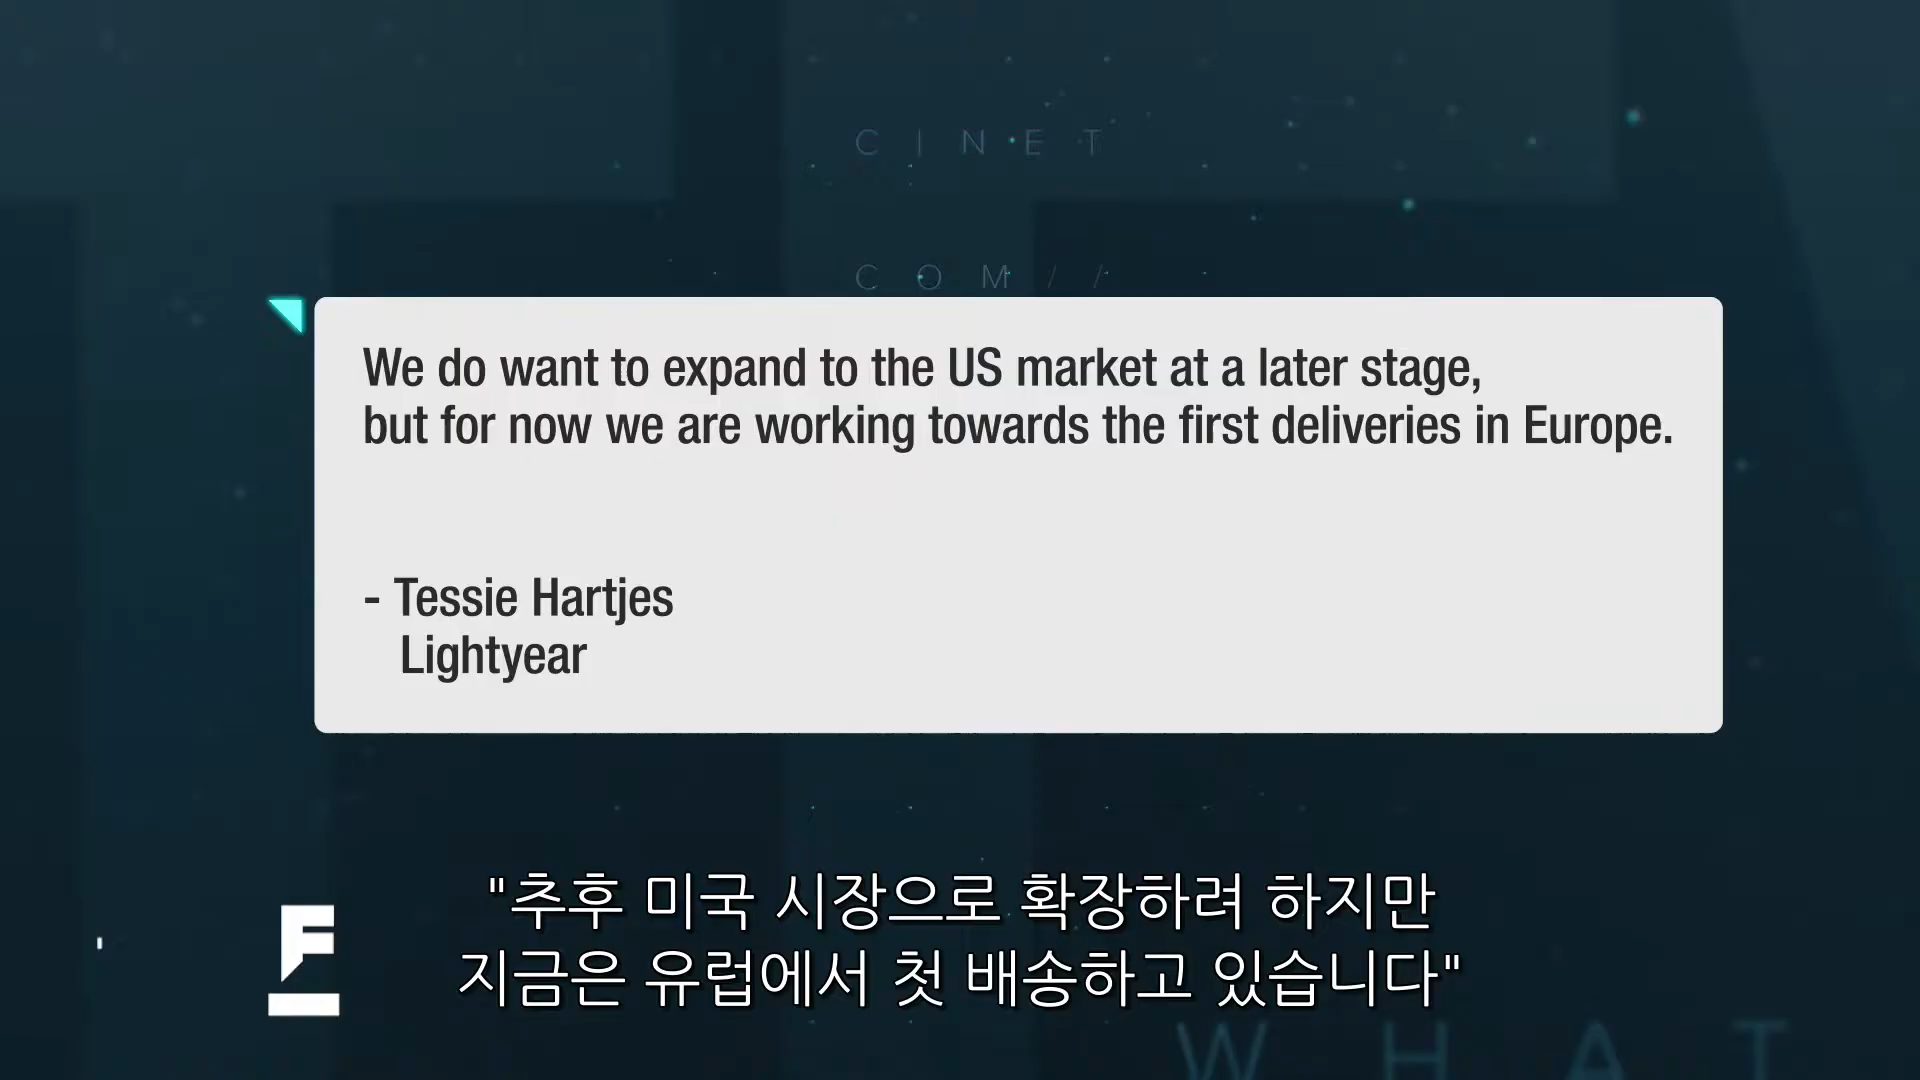 C I N E T
C O M / /
We do want to expand to the US market at a later stage,
but for now we are working towards the first deliveries in Europe.
- Tessie Hartjes
Lightyear
"추후 미국 시장으로 확장하려 하지만
지금은 유럽에서 첫 배송하고 있습니다"
F
W H A T